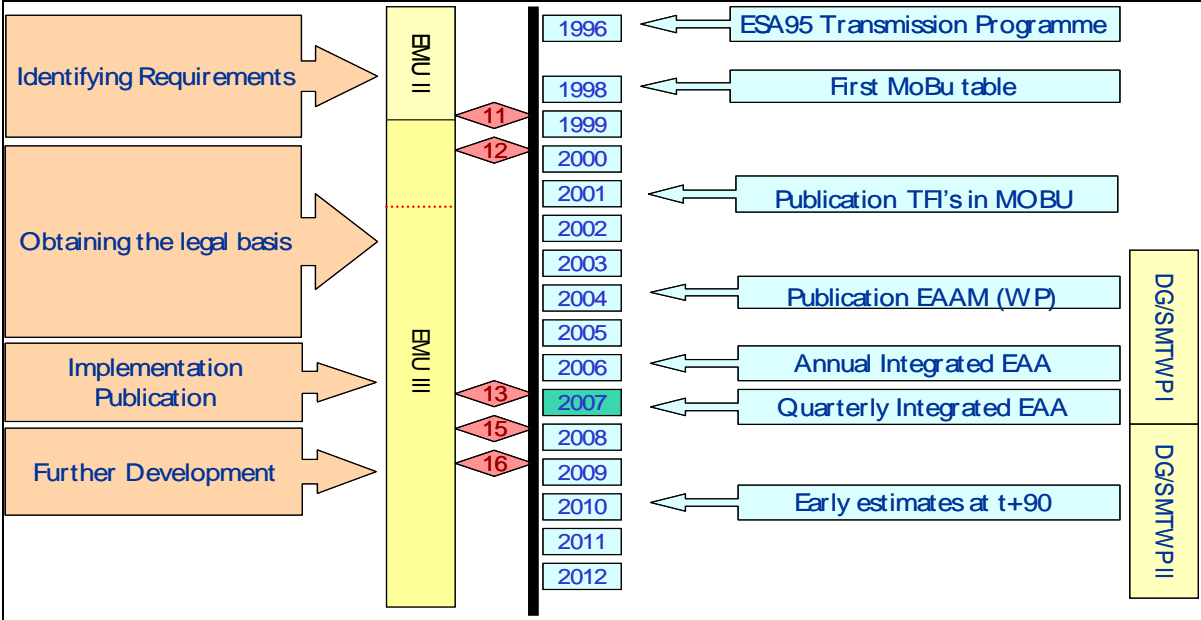 Identifying Requirements
Obtaining the legal basis
Implementation
Publication
Further Development
EMU II
EMU III
11
12
13
15
16
1996
1998
1999
2000
2001
2002
2003
2004
2005
2006
2007
2008
2009
2010
2011
2012
ESA95 Transmission Programme
First MoBu table
Publication TFI's in MOBU
Publication EAAM (WP)
Annual Integrated EAA
Quarterly Integrated EAA
Early estimates at t+90
DG/SMTWP I
DG/SMTWP II